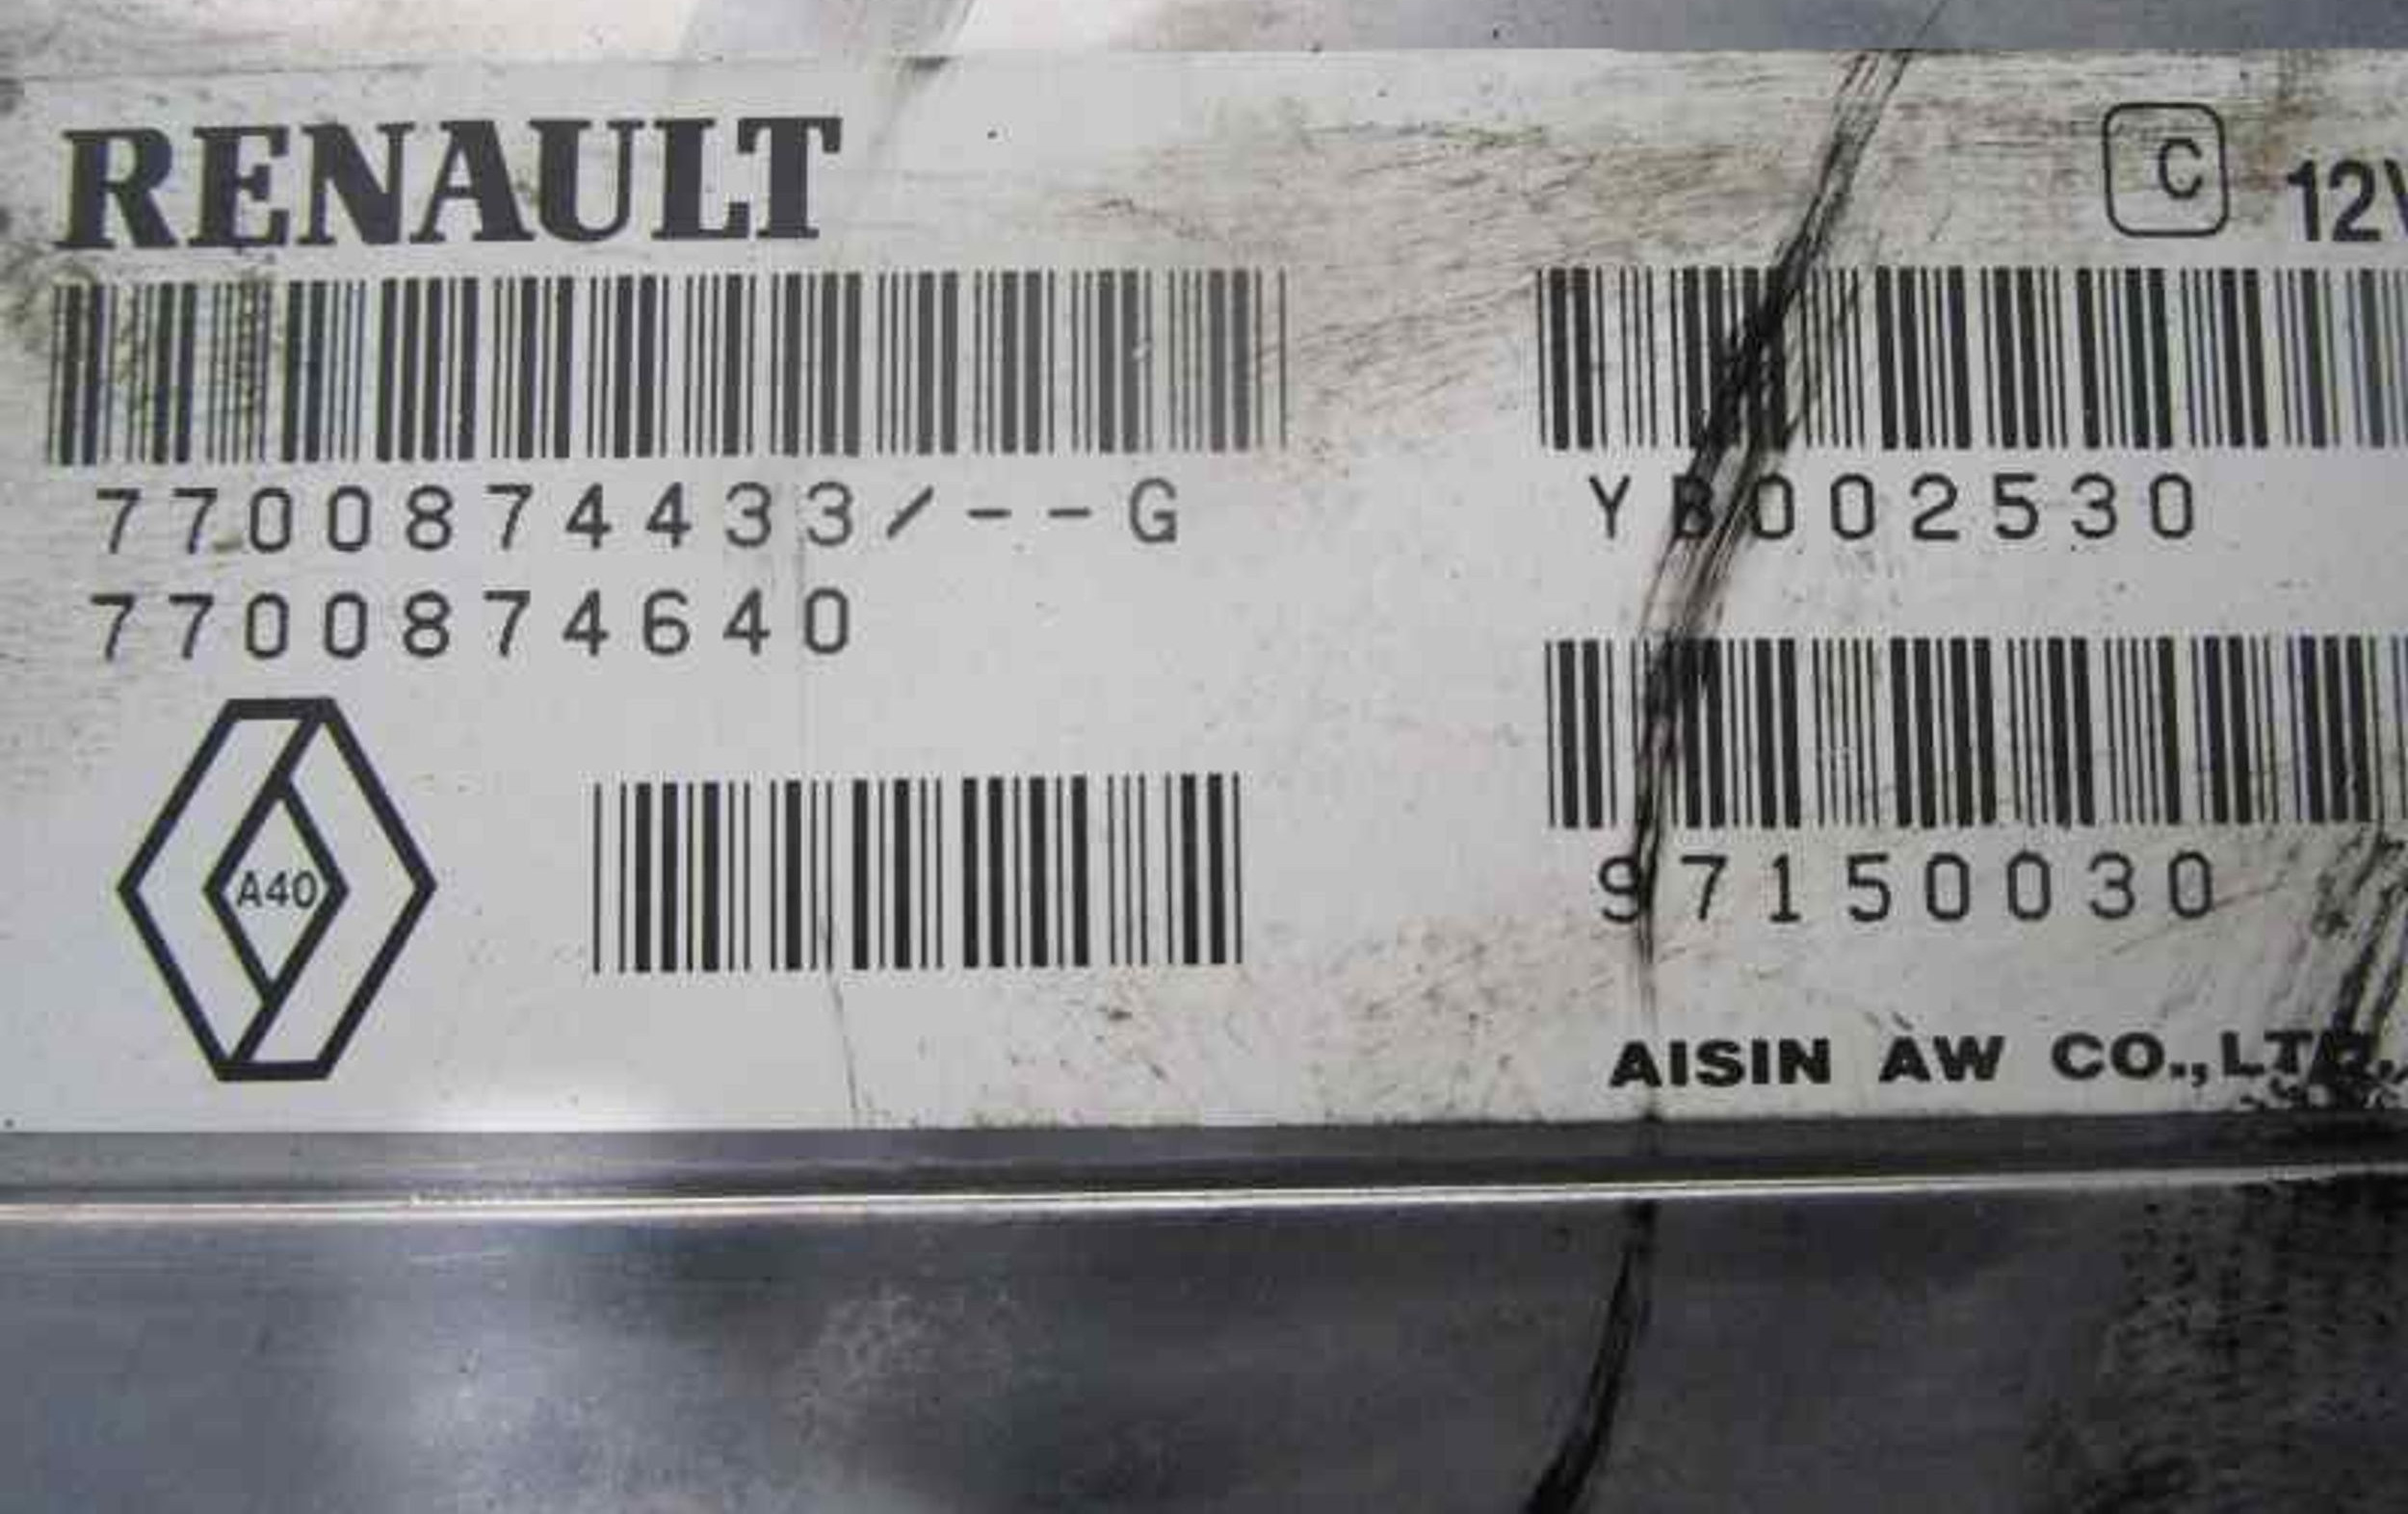 RENAULT
C 12V
7700874433/--G
YB002530
7700874640
A40
97150030
AISIN AW CO.,LTD.